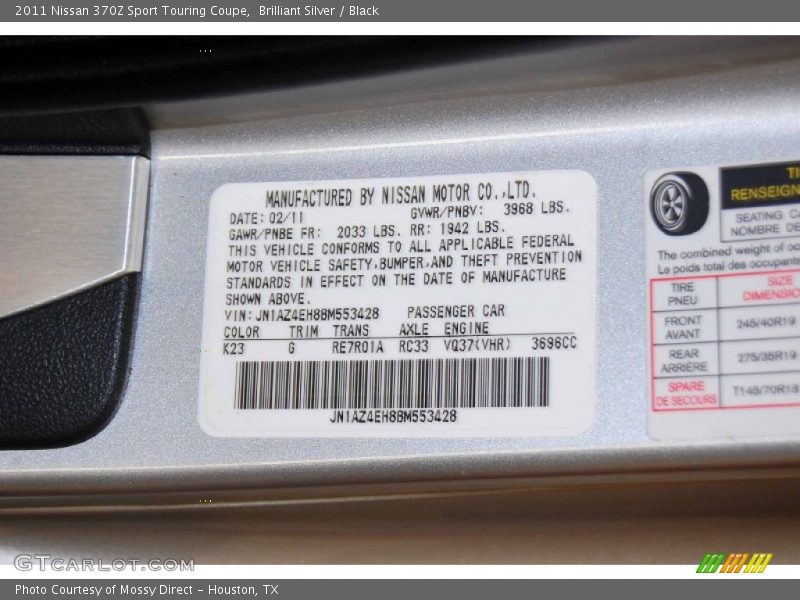 2011 Nissan 370Z Sport Touring Coupe,  Brilliant Silver / Black
MANUFACTURED BY NISSAN MOTOR CO.,LTD.
DATE: 02/11 GVWR/PNBV: 3968 LBS.
GAWR/PNBE FR: 2033 LBS. RR: 1942 LBS.
THIS VEHICLE CONFORMS TO ALL APPLICABLE FEDERAL
MOTOR VEHICLE SAFETY,BUMPER,AND THEFT PREVENTION
STANDARDS IN EFFECT ON THE DATE OF MANUFACTURE
SHOWN ABOVE.
VIN: JN1AZ4EH8BM553428 PASSENGER CAR
COLOR TRIM TRANS AXLE ENGINE
K23 G RE7R01A RC33 VQ37(VHR) 3696CC
JN1AZ4EH8BM553428
RENSEIGN
SEATING
NOMBRE DE
The combined weight of
Le poids total des
TIRE SIZE
PNEU DIMENSIO
FRONT
AVANT 245/40R19
REAR
ARRIÈRE 275/35R19
SPARE
DE SECOURS T145/70R18
GTCARLOT.COM
Photo Courtesy of Mossy Direct - Houston, TX